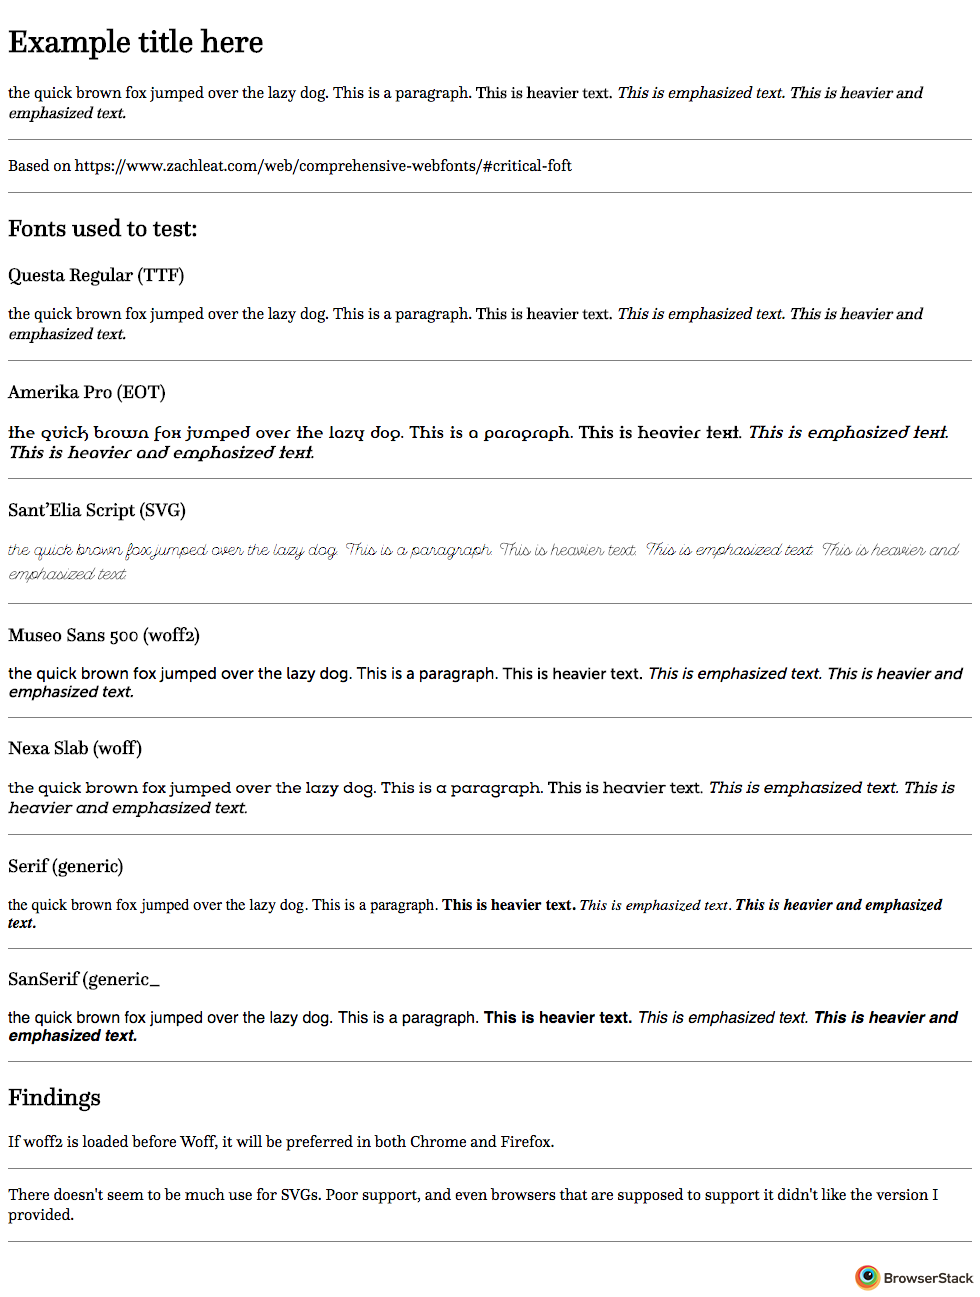 Example title here
the quick brown fox jumped over the lazy dog. This is a paragraph. This is heavier text. This is emphasized text. This is heavier and
emphasized text.
Based on https://www.zachleat.com/web/comprehensive-webfonts/#critical-foft
Fonts used to test:
Questa Regular (TTF)
the quick brown fox jumped over the lazy dog. This is a paragraph. This is heavier text. This is emphasized text. This is heavier and
emphasized text.
Amerika Pro (EOT)
the quick brown fox jumped over the lazy dog. This is a paragraph. This is heavier text. This is emphasized text.
This is heavier and emphasized text.
Sant’Elia Script (SVG)
the quick brown fox jumped over the lazy dog. This is a paragraph. This is heavier text. This is emphasized text. This is heavier and
emphasized text.
Museo Sans 500 (woff2)
the quick brown fox jumped over the lazy dog. This is a paragraph. This is heavier text. This is emphasized text. This is heavier and
emphasized text.
Nexa Slab (woff)
the quick brown fox jumped over the lazy dog. This is a paragraph. This is heavier text. This is emphasized text. This is
heavier and emphasized text.
Serif (generic)
the quick brown fox jumped over the lazy dog. This is a paragraph. This is heavier text. This is emphasized text. This is heavier and emphasized
text.
SanSerif (generic_
the quick brown fox jumped over the lazy dog. This is a paragraph. This is heavier text. This is emphasized text. This is heavier and
emphasized text.
Findings
If woff2 is loaded before Woff, it will be preferred in both Chrome and Firefox.
There doesn't seem to be much use for SVGs. Poor support, and even browsers that are supposed to support it didn't like the version I
provided.
BrowserStack